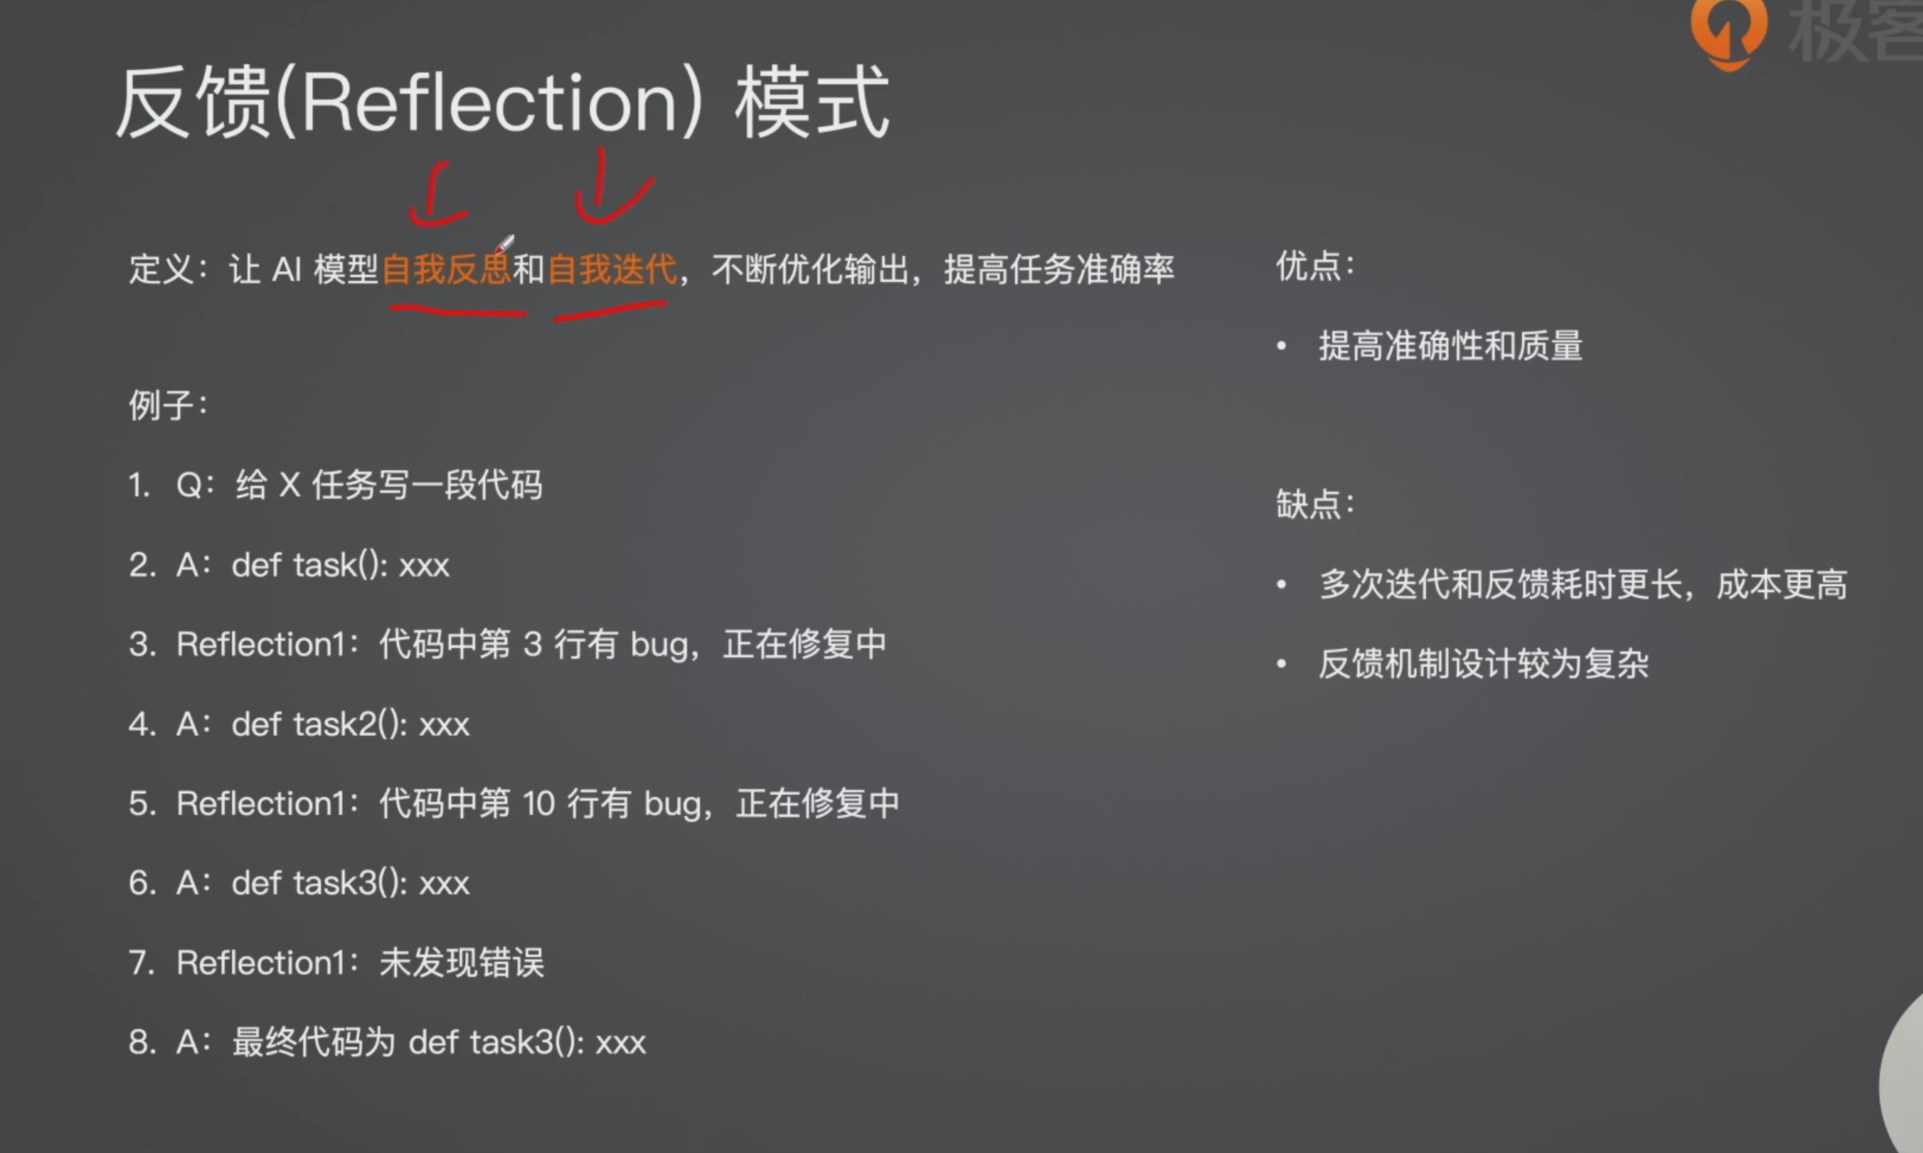 极客
反馈(Reflection) 模式
定义：让 AI 模型自我反思和自我迭代，不断优化输出，提高任务准确率
例子：
1. Q：给 X 任务写一段代码
2. A：def task(): xxx
3. Reflection1：代码中第 3 行有 bug，正在修复中
4. A：def task2(): xxx
5. Reflection1：代码中第 10 行有 bug，正在修复中
6. A：def task3(): xxx
7. Reflection1：未发现错误
8. A：最终代码为 def task3(): xxx
优点：
• 提高准确性和质量
缺点：
• 多次迭代和反馈耗时更长，成本更高
• 反馈机制设计较为复杂